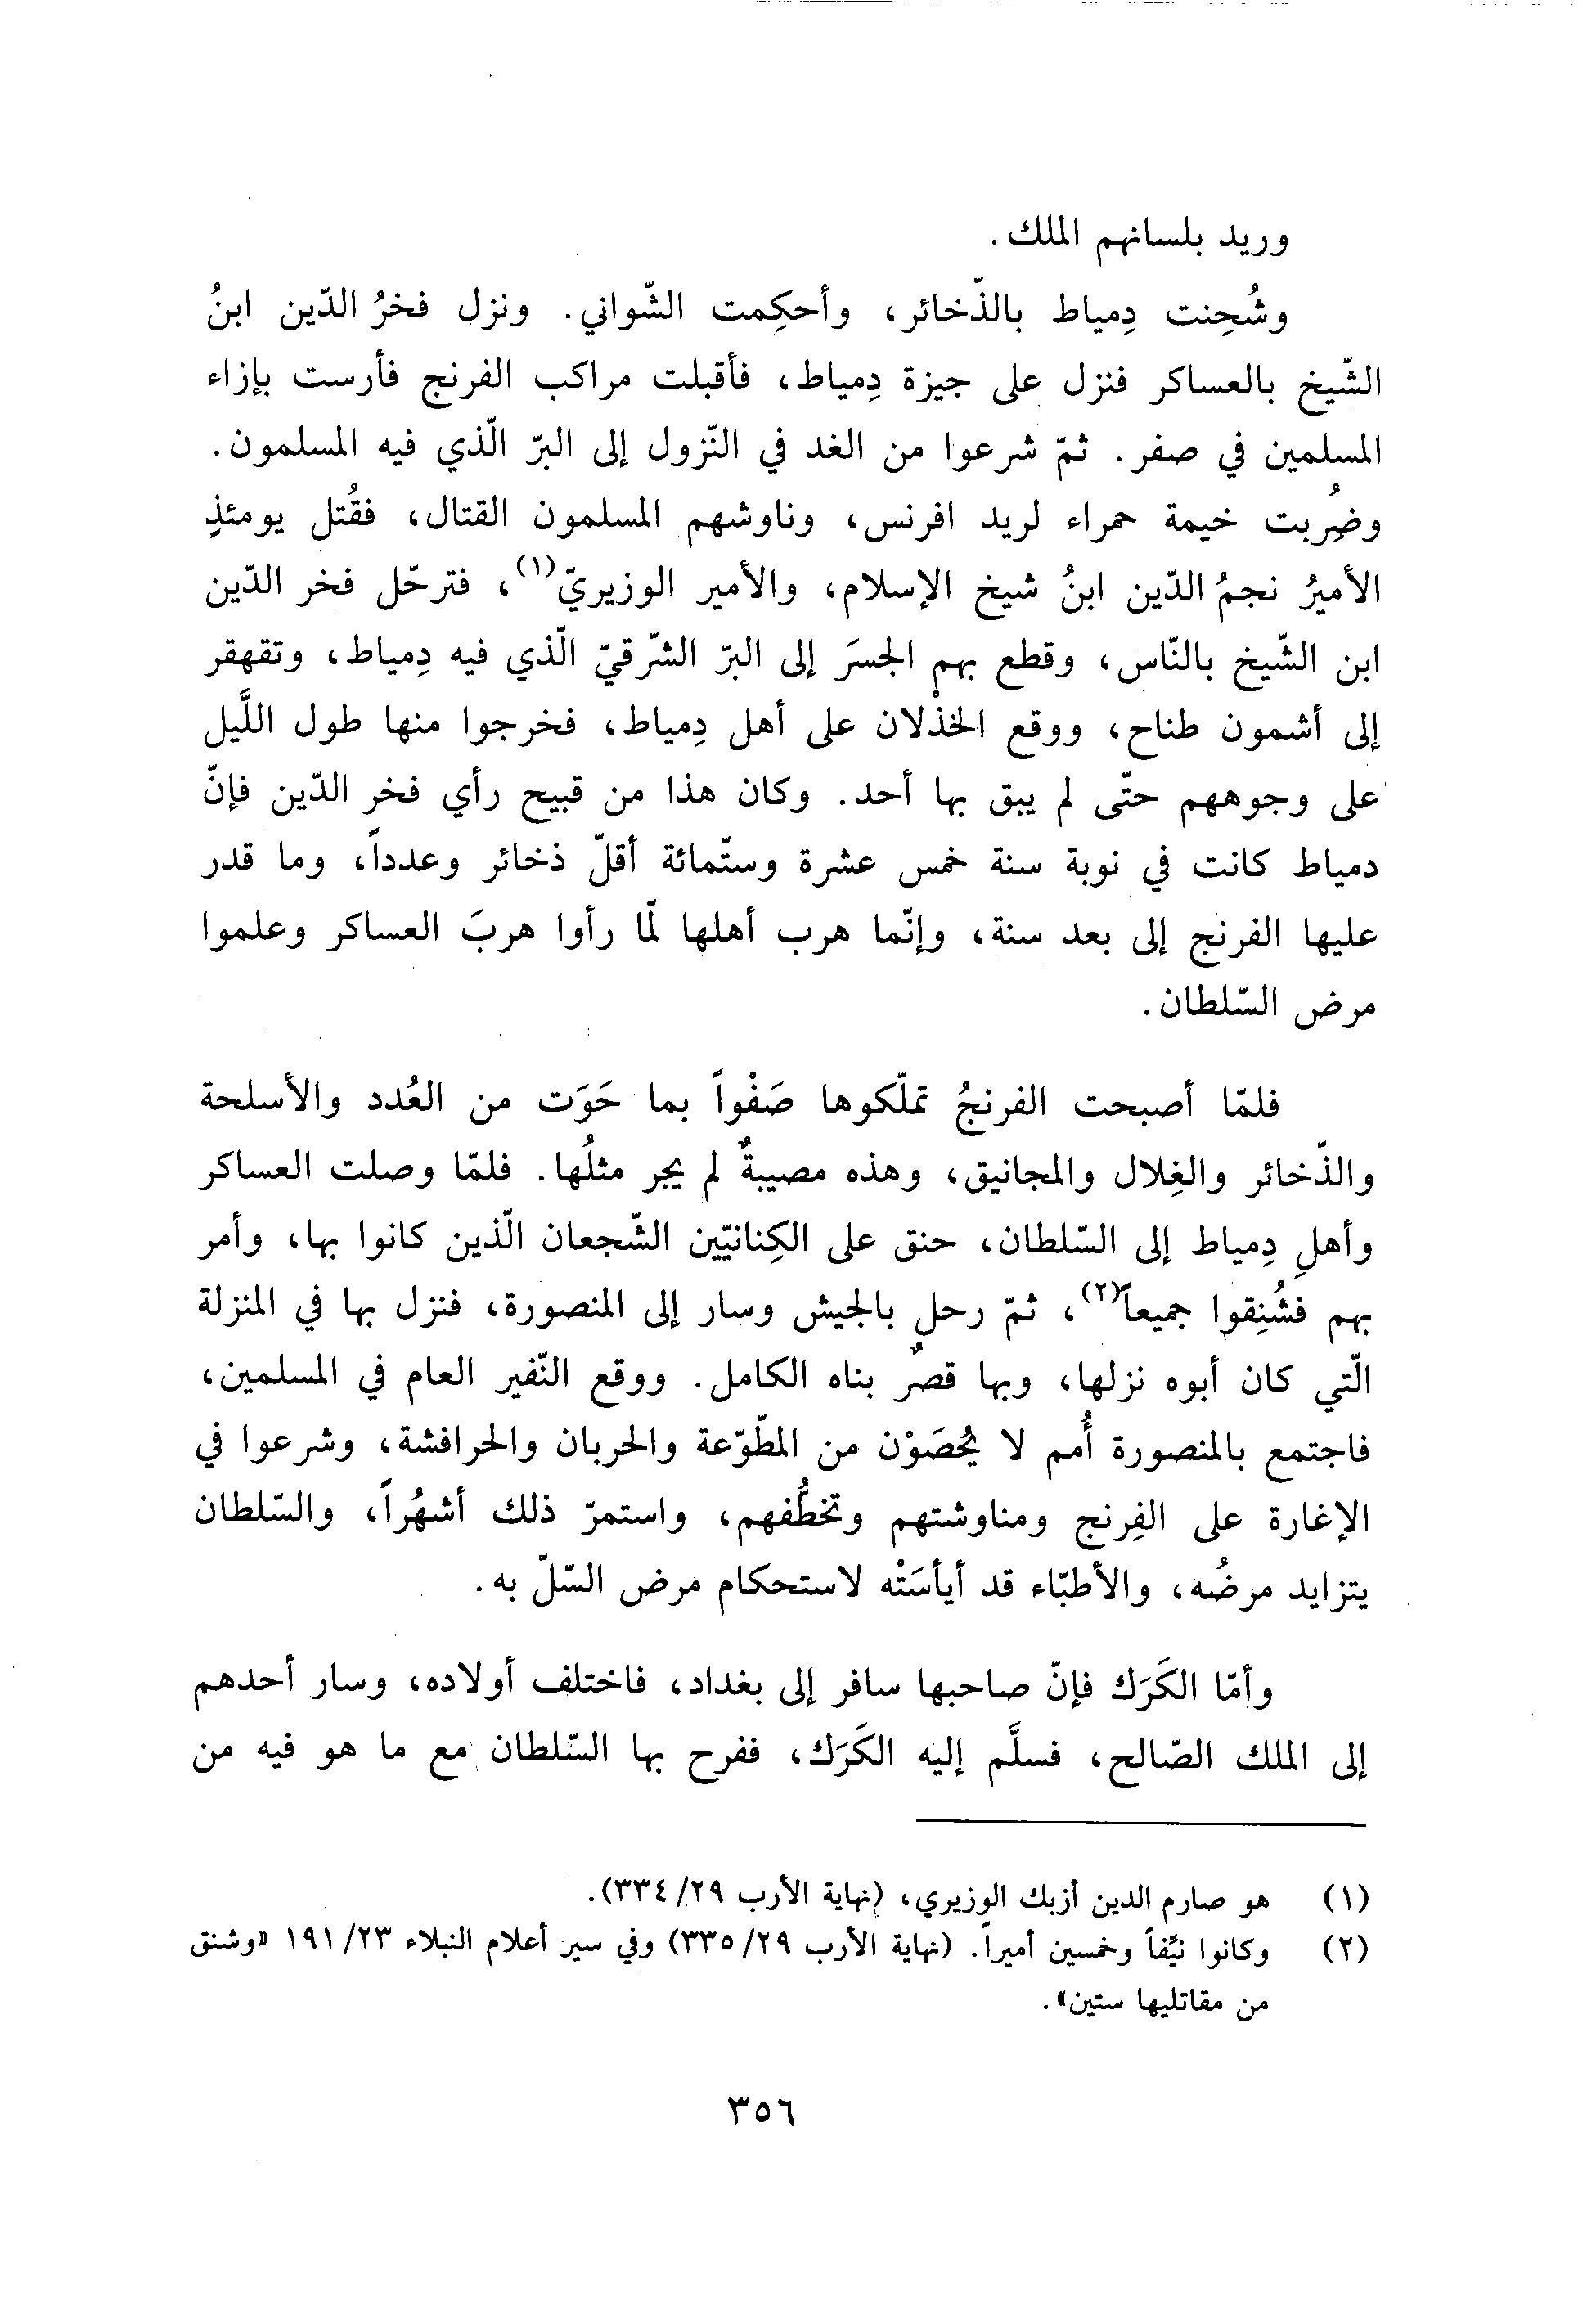 وريد بلسانهم الملك.
وشُحِنت دِمياط بالذّخائر، وأحكِمت الشّواني. ونزل فخرُ الدّين ابنُ
الشّيخ بالعساكر فنزل على جيزة دِمياط، فأقبلت مراكب الفرنج فأرست بإزاء
المسلمين في صفر. ثمّ شرعوا من الغد في النّزول إلى البرّ الّذي فيه المسلمون.
وضُرِبت خيمة حمراء لريد افرنس، وناوشهم المسلمون القتال، فقُتل يومئذٍ
الأميرُ نجمُ الدّين ابنُ شيخ الإسلام، والأمير الوزيريّ(١)، فترحّل فخر الدّين
ابن الشّيخ بالنّاس، وقطع بهم الجسرَ إلى البرّ الشّرقيّ الّذي فيه دِمياط، وتقهقر
إلى أشمون طناح، ووقع الخذْلان على أهل دِمياط، فخرجوا منها طول اللَّيل
على وجوههم حتّى لم يبق بها أحد. وكان هذا من قبيح رأي فخر الدّين فإنّ
دمياط كانت في نوبة سنة خمس عشرة وستّمائة أقلّ ذخائر وعدداً، وما قدر
عليها الفرنج إلى بعد سنة، وإنّما هرب أهلها لمّا رأوا هربَ العساكر وعلموا
مرض السّلطان.
فلمّا أصبحت الفرنجُ تملّكوها صَفْواً بما حَوَت من العُدد والأسلحة
والذّخائر والغِلال والمجانيق، وهذه مصيبةٌ لم يجر مثلُها. فلمّا وصلت العساكر
وأهلِ دِمياط إلى السّلطان، حنق على الكِنانيّين الشّجعان الّذين كانوا بها، وأمر
بهم فشُنِقوا جميعاً(٢)، ثمّ رحل بالجيش وسار إلى المنصورة، فنزل بها في المنزلة
الّتي كان أبوه نزلها، وبها قصرٌ بناه الكامل. ووقع النّفير العام في المسلمين،
فاجتمع بالمنصورة أُمم لا يُحصَوْن من المطّوّعة والحربان والحرافشة، وشرعوا في
الإغارة على الفِرنج ومناوشتهم وتخطُّفهم، واستمرّ ذلك أشهُراً، والسّلطان
يتزايد مرضُه، والأطبّاء قد أيأسَتْه لاستحكام مرض السّلّ به.
وأمّا الكَرَك فإنّ صاحبها سافر إلى بغداد، فاختلف أولاده، وسار أحدهم
إلى الملك الصّالح، فسلَّم إليه الكَرَك، ففرح بها السّلطان مع ما هو فيه من
(١) هو صارم الدين أزبك الوزيري، (نهاية الأرب ٢٩/ ٣٣٤).
(٢) وكانوا نيّفاً وخمسين أميراً. (نهاية الأرب ٢٩/ ٣٣٥) وفي سير أعلام النبلاء ٢٣/ ١٩١ «وشنق
من مقاتليها ستين».
٣٥٦